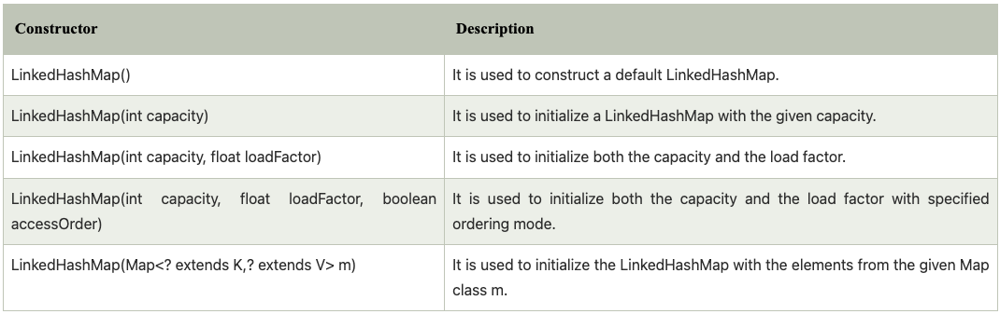 Constructor Description
LinkedHashMap() It is used to construct a default LinkedHashMap.
LinkedHashMap(int capacity) It is used to initialize a LinkedHashMap with the given capacity.
LinkedHashMap(int capacity, float loadFactor) It is used to initialize both the capacity and the load factor.
LinkedHashMap(int capacity, float loadFactor, boolean
accessOrder)
It is used to initialize both the capacity and the load factor with specified
ordering mode.
LinkedHashMap(Map<? extends K,? extends V> m)
It is used to initialize the LinkedHashMap with the elements from the given Map
class m.